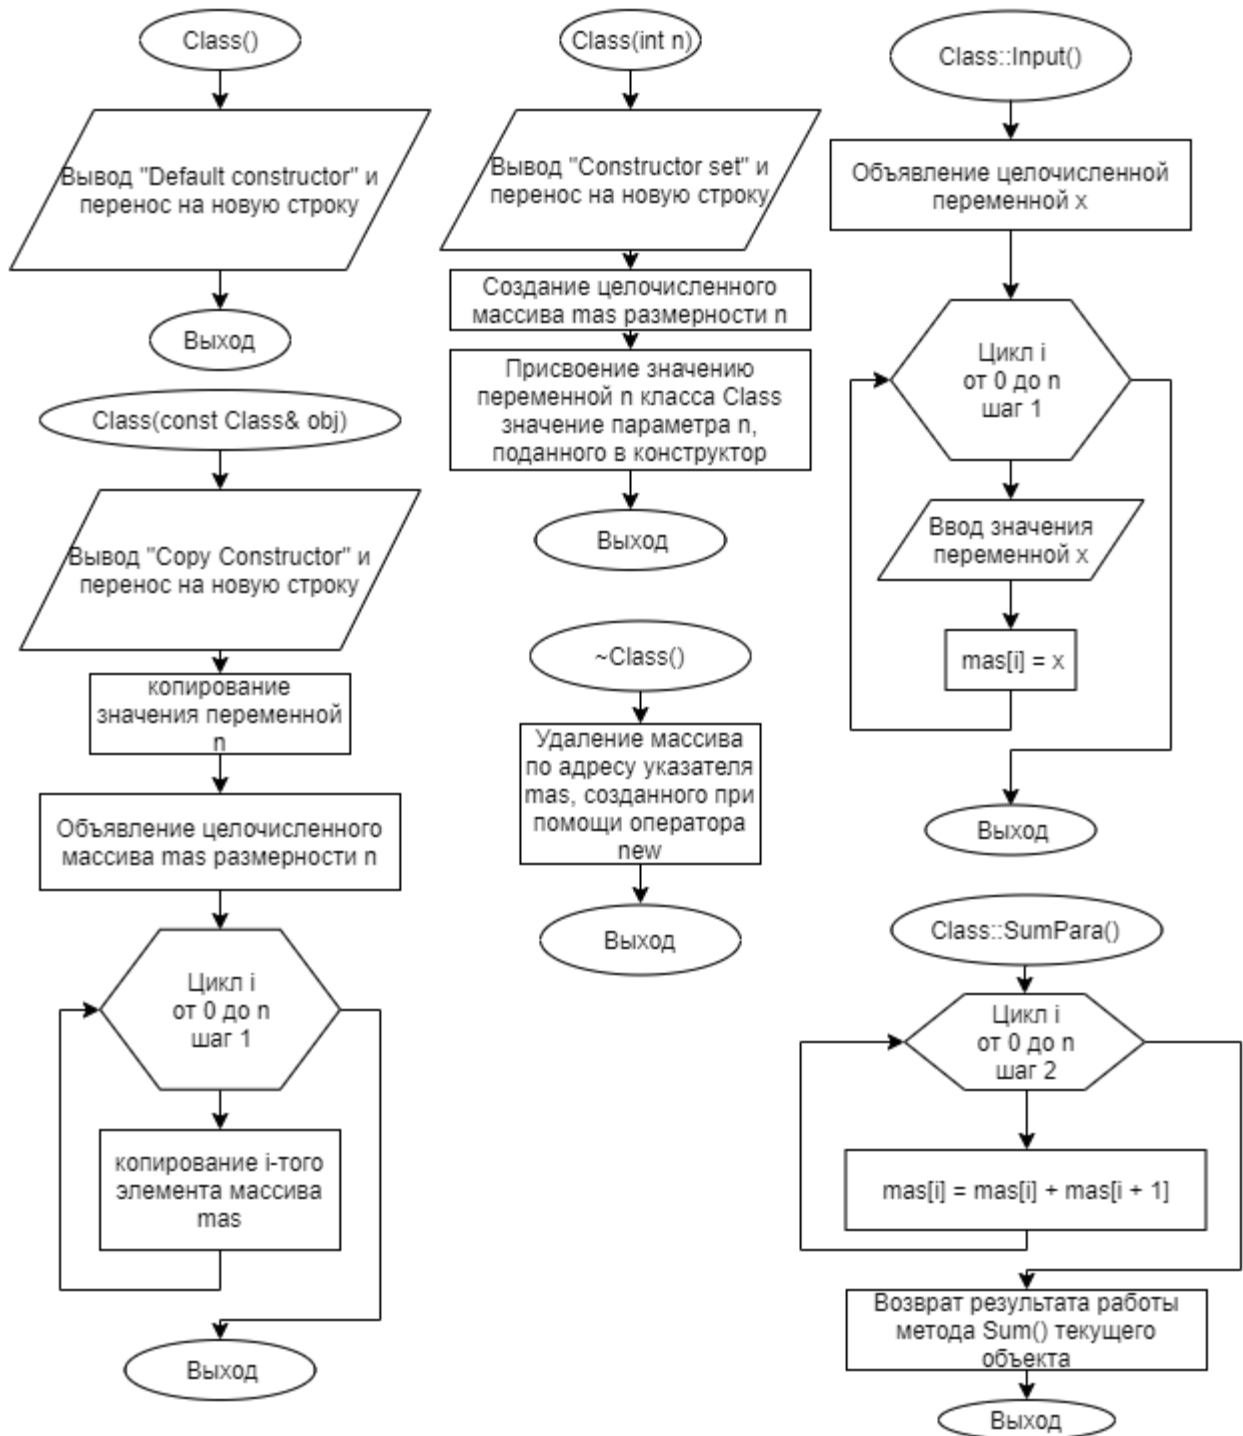 Class()
Вывод "Default constructor" и
перенос на новую строку
Выход
Class(const Class& obj)
Вывод "Copy Constructor" и
перенос на новую строку
копирование
значения переменной
n
Объявление целочисленного
массива mas размерности n
Цикл i
от 0 до n
шаг 1
копирование i-того
элемента массива
mas
Выход
Class(int n)
Вывод "Constructor set" и
перенос на новую строку
Создание целочисленного
массива mas размерности n
Присвоение значению
переменной n класса Class
значение параметра n,
поданного в конструктор
Выход
~Class()
Удаление массива
по адресу указателя
mas, созданного при
помощи оператора
new
Выход
Class::Input()
Объявление целочисленной
переменной x
Цикл i
от 0 до n
шаг 1
Ввод значения
переменной x
mas[i] = x
Выход
Class::SumPara()
Цикл i
от 0 до n
шаг 2
mas[i] = mas[i] + mas[i + 1]
Возврат результата работы
метода Sum() текущего
объекта
Выход